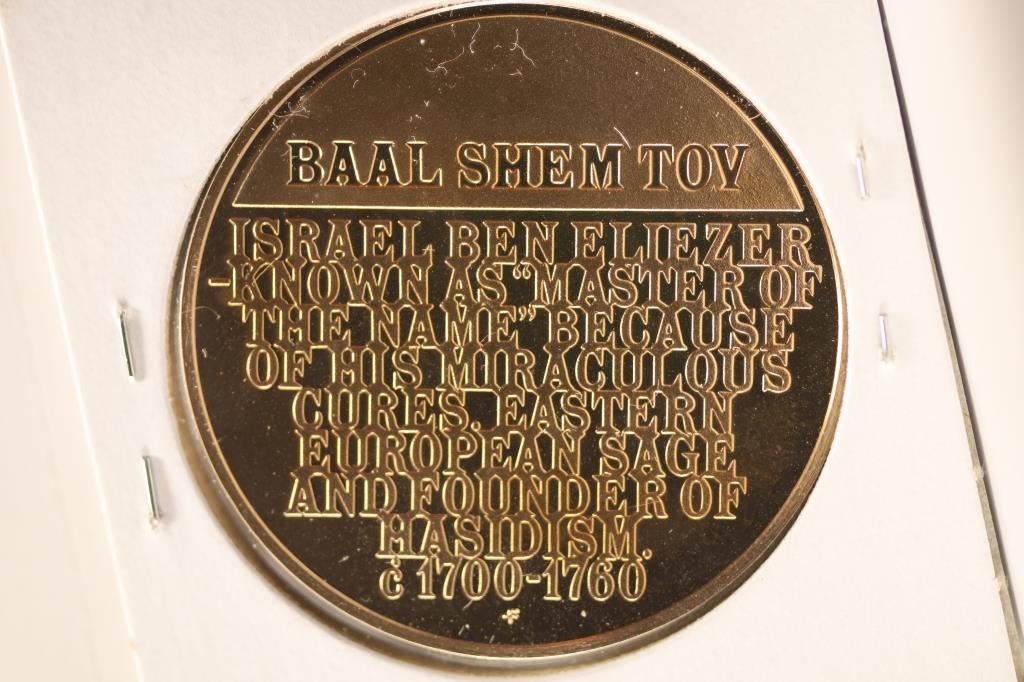 BAAL SHEM TOV
ISRAEL BEN ELIEZER
-KNOWN AS "MASTER OF
THE NAME" BECAUSE
OF HIS MIRACULOUS
CURES. EASTERN
EUROPEAN SAGE
AND FOUNDER OF
HASIDISM.
c 1700-1760